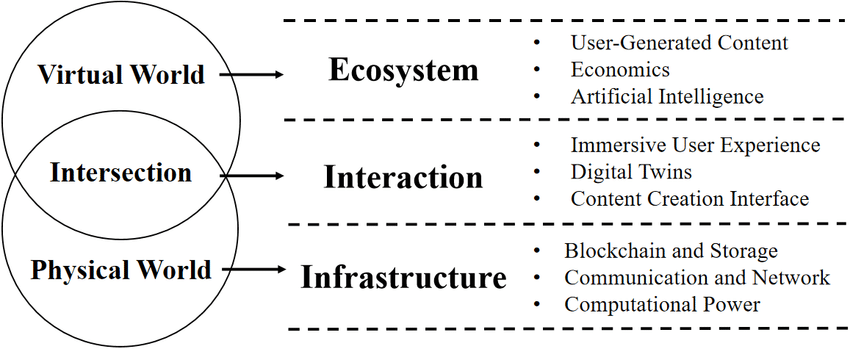 Virtual World
Ecosystem
• User-Generated Content
• Economics
• Artificial Intelligence
Intersection
Interaction
• Immersive User Experience
• Digital Twins
• Content Creation Interface
Physical World
Infrastructure
• Blockchain and Storage
• Communication and Network
• Computational Power